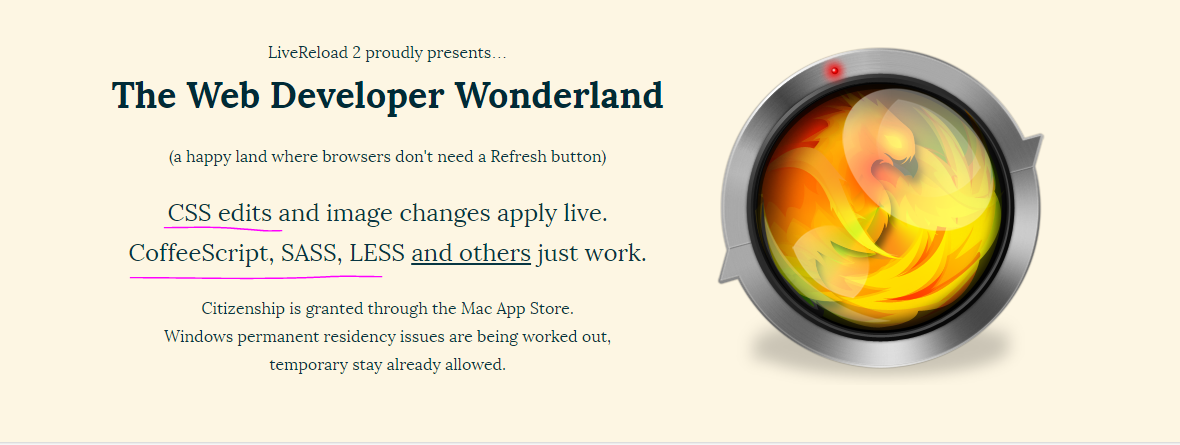 LiveReload 2 proudly presents…
The Web Developer Wonderland
(a happy land where browsers don't need a Refresh button)
CSS edits and image changes apply live.
CoffeeScript, SASS, LESS and others just work.
Citizenship is granted through the Mac App Store.
Windows permanent residency issues are being worked out,
temporary stay already allowed.